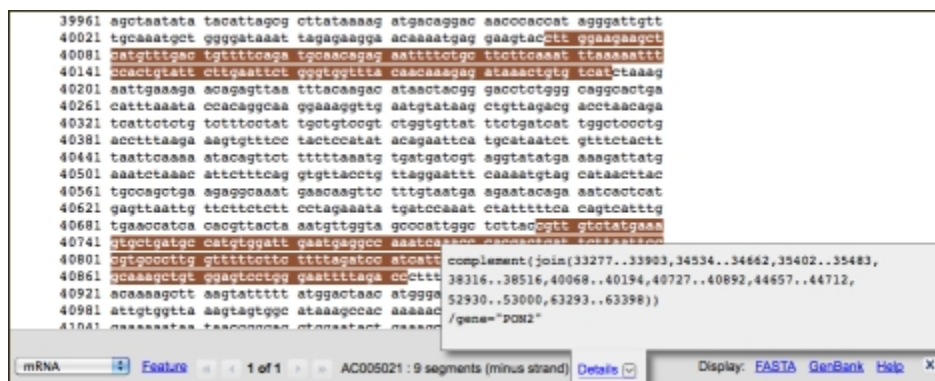 39961 agctaatata tacattagcg cttataaaag atgacaggac aacccaccat agggattgtt
40021 tgcaaatgct ggggataaat tagagaagga acaaaatgag gaagtaccttt ggaagaagct
40081 catgtttgac tgttttcaga tgcaacagag aattttctgc ttcttcaaat ttaaaaattt
40141 ccactgtatt cttgaattct gggtggttta caacaaagag ataaactgtg tcatctaaag
40201 aattgaaaga acagagttaa tttacaagac ataactacgg gacctctggg caggcactga
40261 catttaaata ccacaggcaa ggaaaggttg aatgtataag ctgttagacg acctaacaga
40321 tcattctctg tctttcctat tgctgtccgt ctggtgttat ttctgatcat tggctccctg
40381 acctttaaga aagtgtttcc tactccatat acagaattca tgcataatct gtttctactt
40441 taattcaaaa atacagttct tttttaaatg tgatgatcgt aggtatatga aaagattatg
40501 aaatctaaac attctttcag gtgttacctg ttaggaattt caaaatgtag cataacttac
40561 tgccagctga agaggcaaat gaacaagttc tttgtaatga agaatacaga aatcactcat
40621 gagttaattg ttcttctctt cctagaaata tgatccaaat ctatttttca cagtcatttg
40681 tgaaccatca cacgttacta aatgttggta gcccattggc tcttaccgtt gtctatgaaa
40741 gtgctgatgc catgtggatt gaatgaggcc
40801 cgtgcccttg gtttttcttc ttttagatcc atcatt
40861 gcaaagctgt ggagtcctgg gaattttaga cccttt
40921 acaaaagctt aagtattttt atggactaac atggga
40981 attgtggtta aagtagtggc ataaagccac aaaaac
41041
complement(join(33277..33903,34534..34662,35402..35483,
38316..38516,40068..40194,40727..40892,44657..44712,
52930..53000,63293..63398))
/gene="PON2"
mRNA Feature 1 of 1 AC005021 : 9 segments (minus strand) Details Display: FASTA GenBank Help X